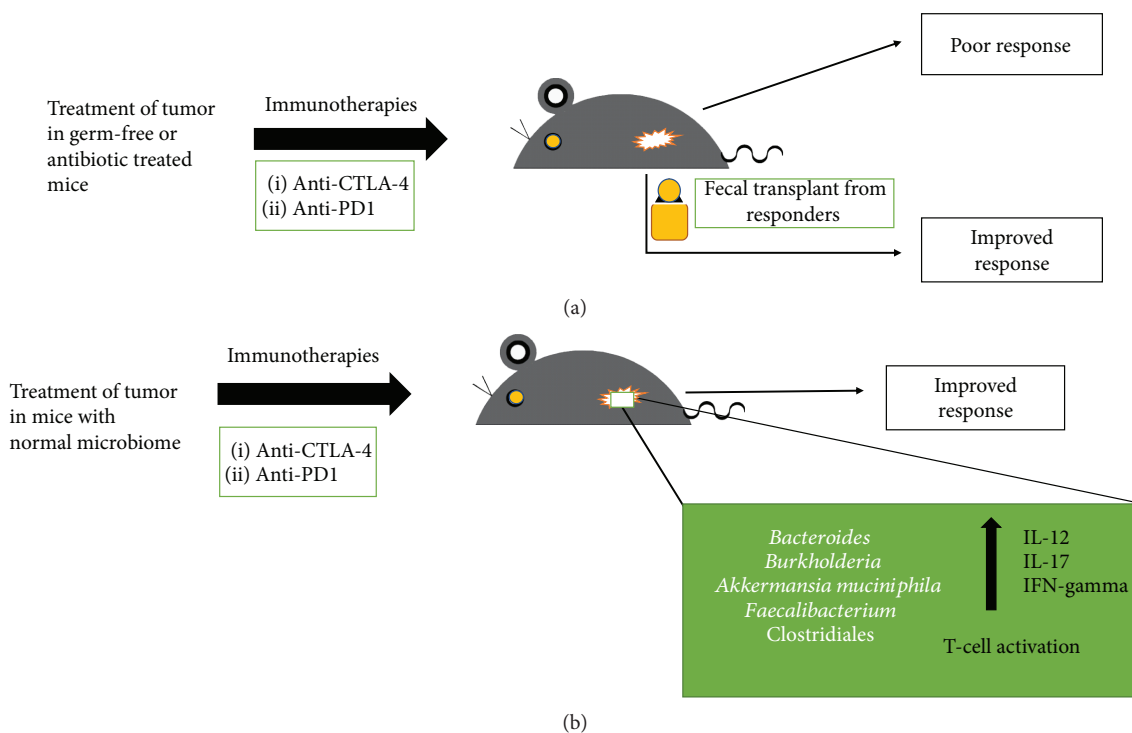 Treatment of tumor
in germ-free or
antibiotic treated
mice
Immunotherapies
(i) Anti-CTLA-4
(ii) Anti-PD1
Poor response
Fecal transplant from
responders
Improved
response
(a)
Treatment of tumor
in mice with
normal microbiome
Immunotherapies
(i) Anti-CTLA-4
(ii) Anti-PD1
Improved
response
Bacteroides
Burkholderia
Akkermansia muciniphila
Faecalibacterium
Clostridiales
IL-12
IL-17
IFN-gamma
T-cell activation
(b)